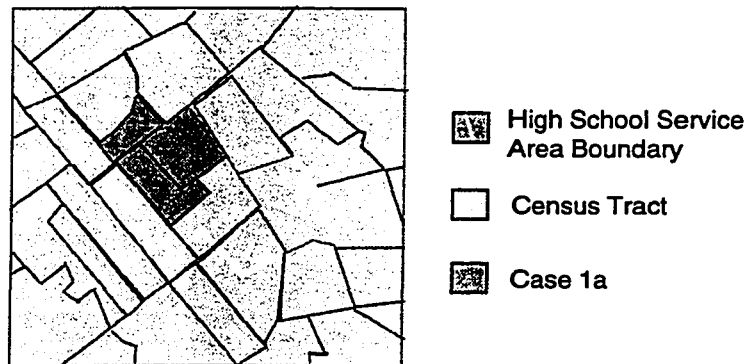 High School Service
Area Boundary
Census Tract
Case 1a